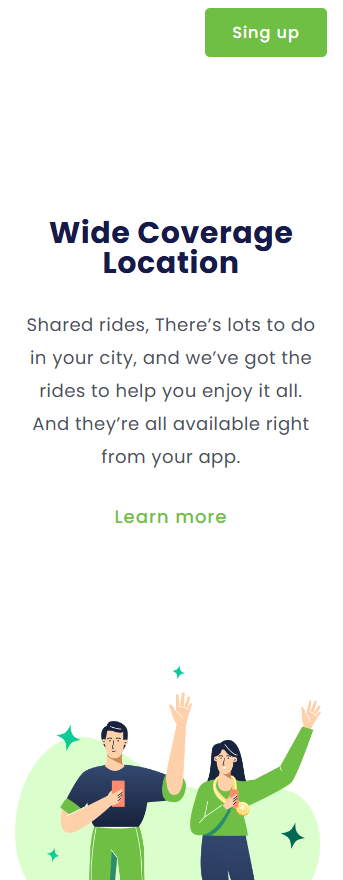 Sing up
Wide Coverage
Location
Shared rides, There’s lots to do
in your city, and we’ve got the
rides to help you enjoy it all.
And they’re all available right
from your app.
Learn more